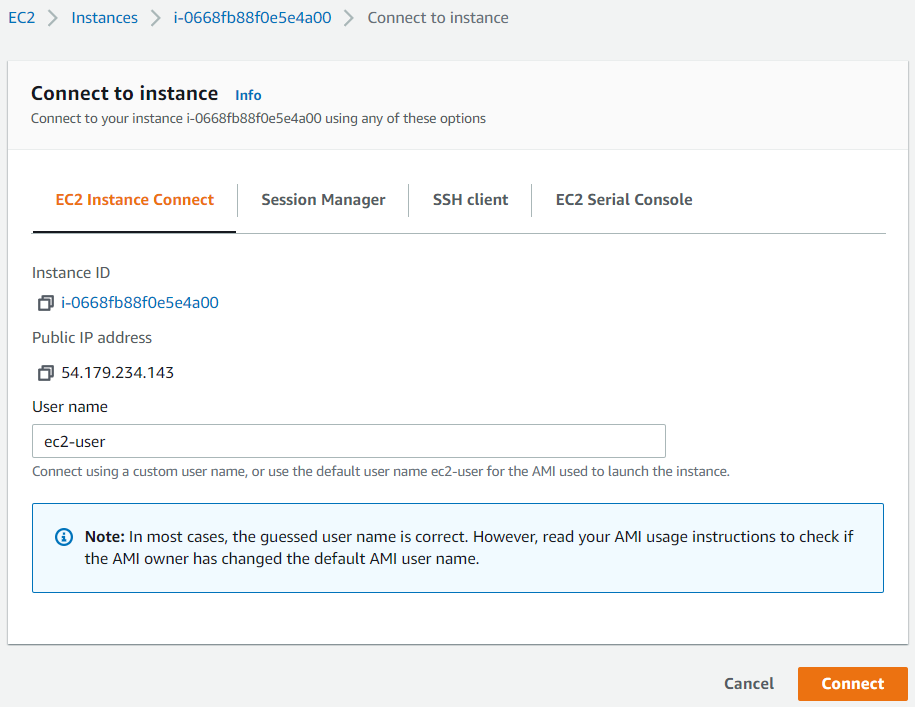 EC2 Instances i-0668fb88f0e5e4a00 Connect to instance
Connect to instance Info
Connect to your instance i-0668fb88f0e5e4a00 using any of these options
EC2 Instance Connect Session Manager SSH client EC2 Serial Console
Instance ID
i-0668fb88f0e5e4a00
Public IP address
54.179.234.143
User name
ec2-user
Connect using a custom user name, or use the default user name ec2-user for the AMI used to launch the instance.
Note: In most cases, the guessed user name is correct. However, read your AMI usage instructions to check if
the AMI owner has changed the default AMI user name.
Cancel Connect